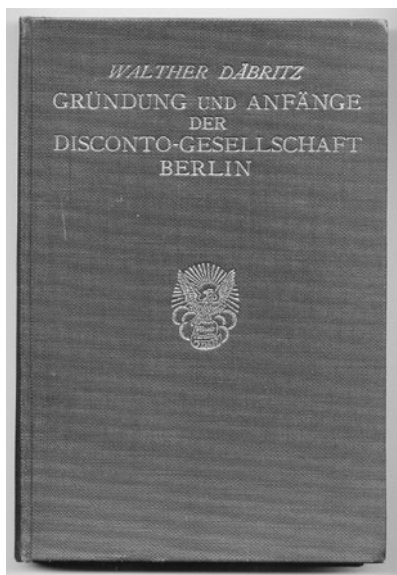 WALTHER DÄBRITZ
GRÜNDUNG UND ANFÄNGE
DER
DISCONTO-GESELLSCHAFT
BERLIN